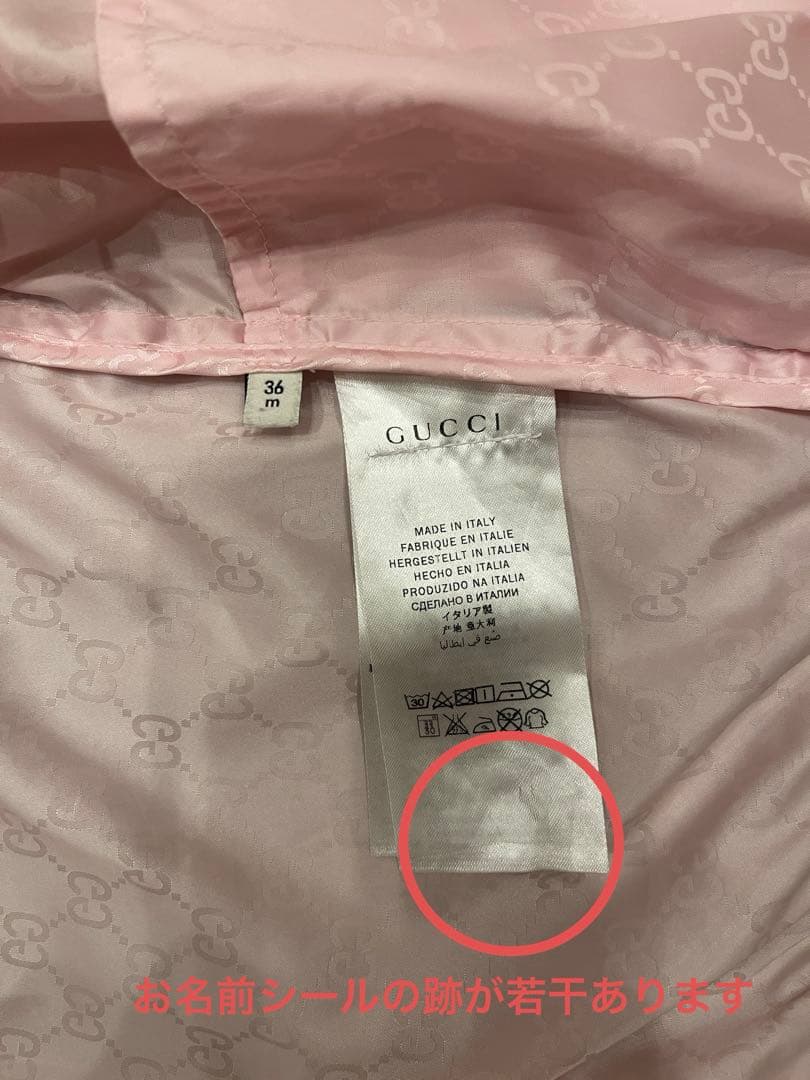 36
m
GUCCI
MADE IN ITALY
FABRIQUE EN ITALIE
HERGESTELLT IN ITALIEN
HECHO EN ITALIA
PRODUZIDO NA ITALIA
СДЕЛАНО В ИТАЛИИ
イタリア製
产地 意大利
صنع في إيطاليا
30
お名前シールの跡が若干あります